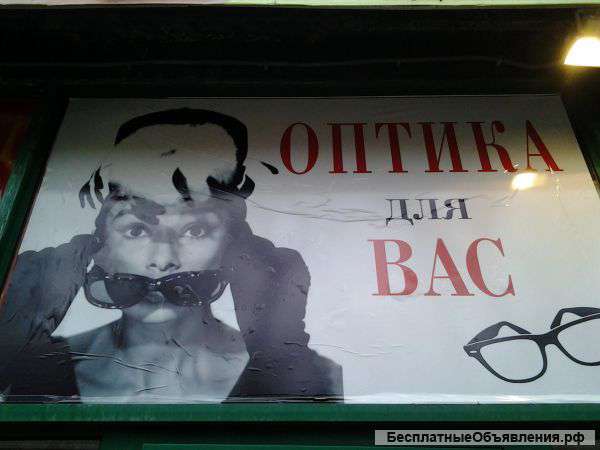 ОПТИКА
для
ВАС
БесплатныеОбъявления.рф